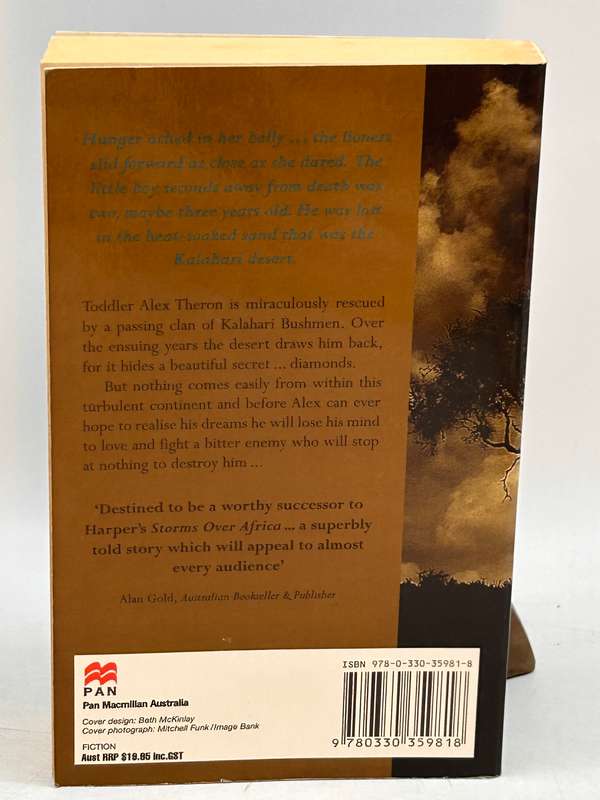 Hunger ached in her belly ... the lioness
slid forward as close as she dared. The
little boy seconds away from death was
two, maybe three years old. He was lost
in the heat-soaked sand that was the
Kalahari desert.
Toddler Alex Theron is miraculously rescued
by a passing clan of Kalahari Bushmen. Over
the ensuing years the desert draws him back,
for it hides a beautiful secret ... diamonds.
But nothing comes easily from within this
turbulent continent and before Alex can ever
hope to realise his dreams he will lose his mind
to love and fight a bitter enemy who will stop
at nothing to destroy him ...
'Destined to be a worthy successor to
Harper's Storms Over Africa ... a superbly
told story which will appeal to almost
every audience'
Alan Gold, Australian Bookseller & Publisher
PAN
Pan Macmillan Australia
Cover design: Beth McKinlay
Cover photograph: Mitchell Funk/Image Bank
FICTION
Aust RRP $19.95 Inc.GST
ISBN 978-0-330-35981-8
9 780330 359818